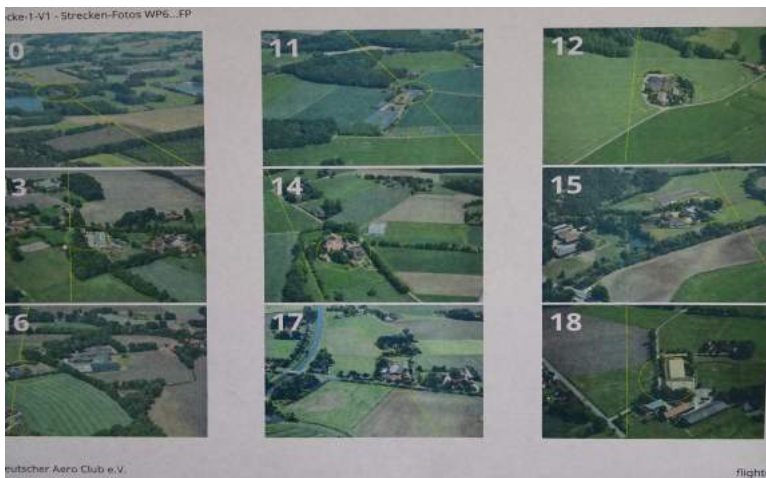 cke-1-V1 - Strecken-Fotos WP6...FP
0 11 12
3 14 15
16 17 18
eutscher Aero Club e.V. flight